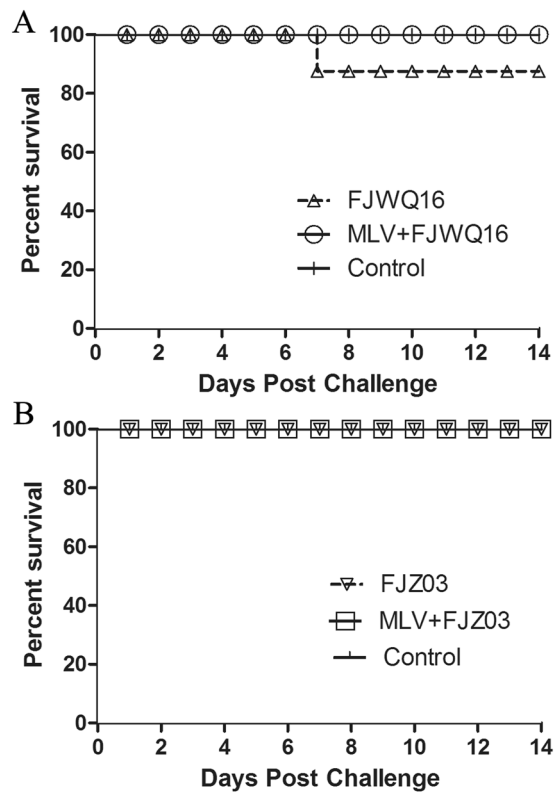 A
100
80
60
40
20
0
Percent survival
FJWQ16
MLV+FJWQ16
Control
0 2 4 6 8 10 12 14
Days Post Challenge
B
100
80
60
40
20
0
Percent survival
FJZ03
MLV+FJZ03
Control
0 2 4 6 8 10 12 14
Days Post Challenge